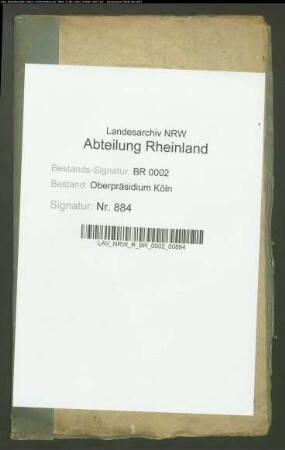 Landesarchiv NRW
Abteilung Rheinland
Bestands-Signatur: BR 0002
Bestand: Oberpräsidium Köln
Signatur: Nr. 884
LAV_NRW_R_BR_0002_00884